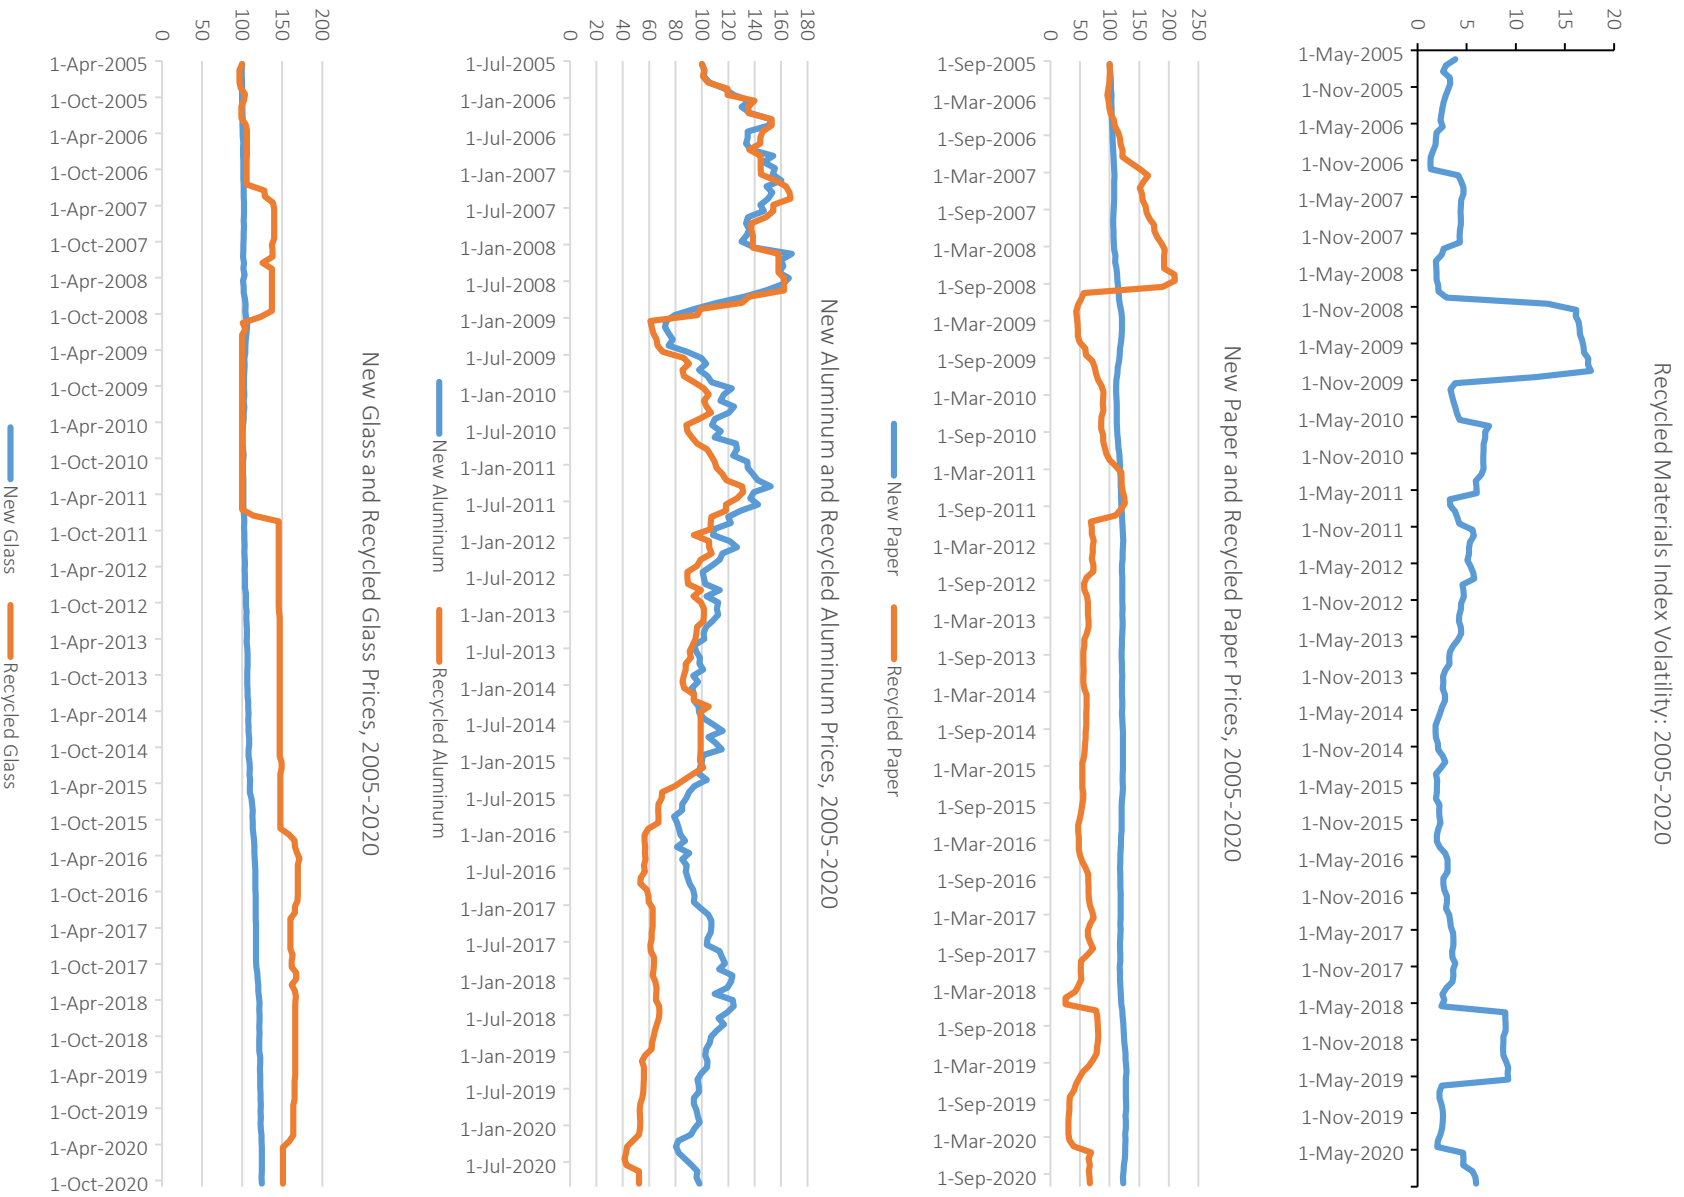 Recycled Materials Index Volatility: 2005-2020
20
15
10
5
0
1-May-2005
1-Nov-2005
1-May-2006
1-Nov-2006
1-May-2007
1-Nov-2007
1-May-2008
1-Nov-2008
1-May-2009
1-Nov-2009
1-May-2010
1-Nov-2010
1-May-2011
1-Nov-2011
1-May-2012
1-Nov-2012
1-May-2013
1-Nov-2013
1-May-2014
1-Nov-2014
1-May-2015
1-Nov-2015
1-May-2016
1-Nov-2016
1-May-2017
1-Nov-2017
1-May-2018
1-Nov-2018
1-May-2019
1-Nov-2019
1-May-2020
New Paper and Recycled Paper Prices, 2005-2020
250
200
150
100
50
0
1-Sep-2005
1-Mar-2006
1-Sep-2006
1-Mar-2007
1-Sep-2007
1-Mar-2008
1-Sep-2008
1-Mar-2009
1-Sep-2009
1-Mar-2010
1-Sep-2010
1-Mar-2011
1-Sep-2011
1-Mar-2012
1-Sep-2012
1-Mar-2013
1-Sep-2013
1-Mar-2014
1-Sep-2014
1-Mar-2015
1-Sep-2015
1-Mar-2016
1-Sep-2016
1-Mar-2017
1-Sep-2017
1-Mar-2018
1-Sep-2018
1-Mar-2019
1-Sep-2019
1-Mar-2020
1-Sep-2020
New Paper Recycled Paper
New Aluminum and Recycled Aluminum Prices, 2005-2020
180
160
140
120
100
80
60
40
20
0
1-Jul-2005
1-Jan-2006
1-Jul-2006
1-Jan-2007
1-Jul-2007
1-Jan-2008
1-Jul-2008
1-Jan-2009
1-Jul-2009
1-Jan-2010
1-Jul-2010
1-Jan-2011
1-Jul-2011
1-Jan-2012
1-Jul-2012
1-Jan-2013
1-Jul-2013
1-Jan-2014
1-Jul-2014
1-Jan-2015
1-Jul-2015
1-Jan-2016
1-Jul-2016
1-Jan-2017
1-Jul-2017
1-Jan-2018
1-Jul-2018
1-Jan-2019
1-Jul-2019
1-Jan-2020
1-Jul-2020
New Aluminum Recycled Aluminum
New Glass and Recycled Glass Prices, 2005-2020
200
150
100
50
0
1-Apr-2005
1-Oct-2005
1-Apr-2006
1-Oct-2006
1-Apr-2007
1-Oct-2007
1-Apr-2008
1-Oct-2008
1-Apr-2009
1-Oct-2009
1-Apr-2010
1-Oct-2010
1-Apr-2011
1-Oct-2011
1-Apr-2012
1-Oct-2012
1-Apr-2013
1-Oct-2013
1-Apr-2014
1-Oct-2014
1-Apr-2015
1-Oct-2015
1-Apr-2016
1-Oct-2016
1-Apr-2017
1-Oct-2017
1-Apr-2018
1-Oct-2018
1-Apr-2019
1-Oct-2019
1-Apr-2020
1-Oct-2020
New Glass Recycled Glass